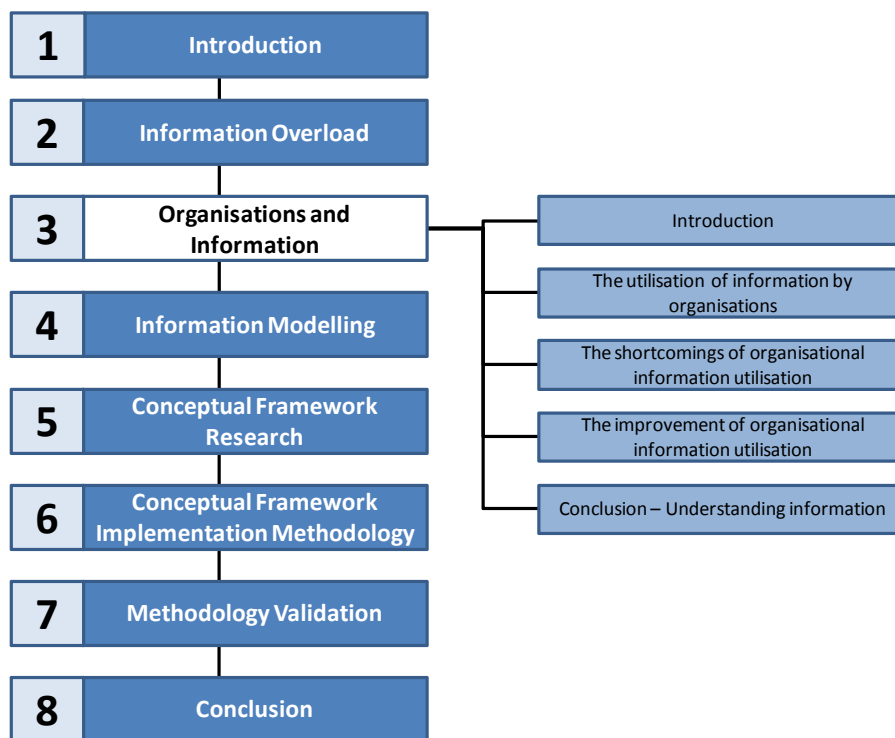 1
Introduction
2
Information Overload
3
Organisations and
Information
4
Information Modelling
5
Conceptual Framework
Research
6
Conceptual Framework
Implementation Methodology
7
Methodology Validation
8
Conclusion
Introduction
The utilisation of information by
organisations
The shortcomings of organisational
information utilisation
The improvement of organisational
information utilisation
Conclusion – Understanding information